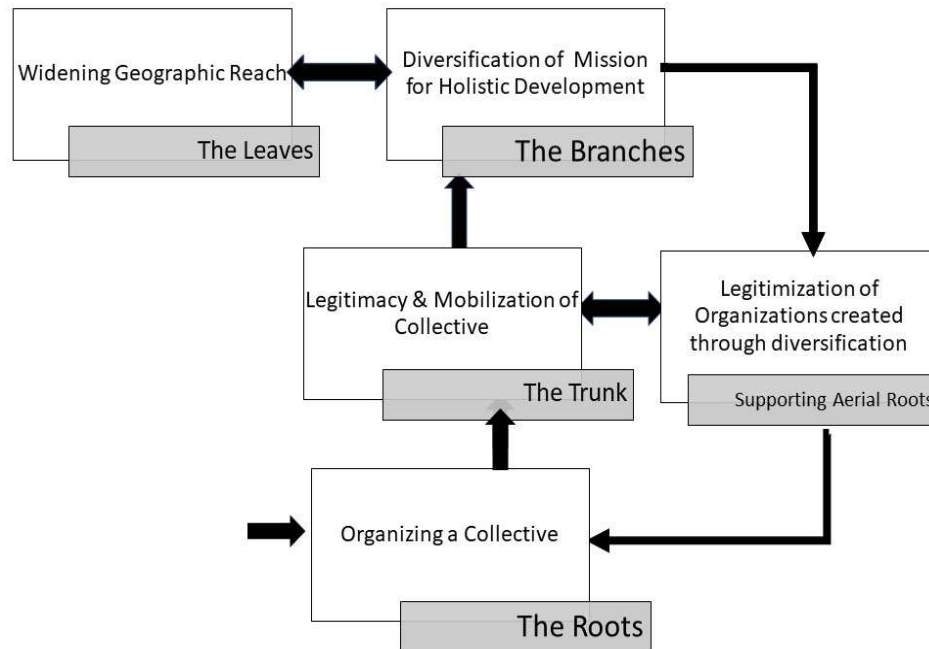 Widening Geographic Reach
The Leaves
Diversification of Mission
for Holistic Development
The Branches
Legitimacy & Mobilization of
Collective
The Trunk
Legitimization of
Organizations created
through diversification
Supporting Aerial Roots
Organizing a Collective
The Roots